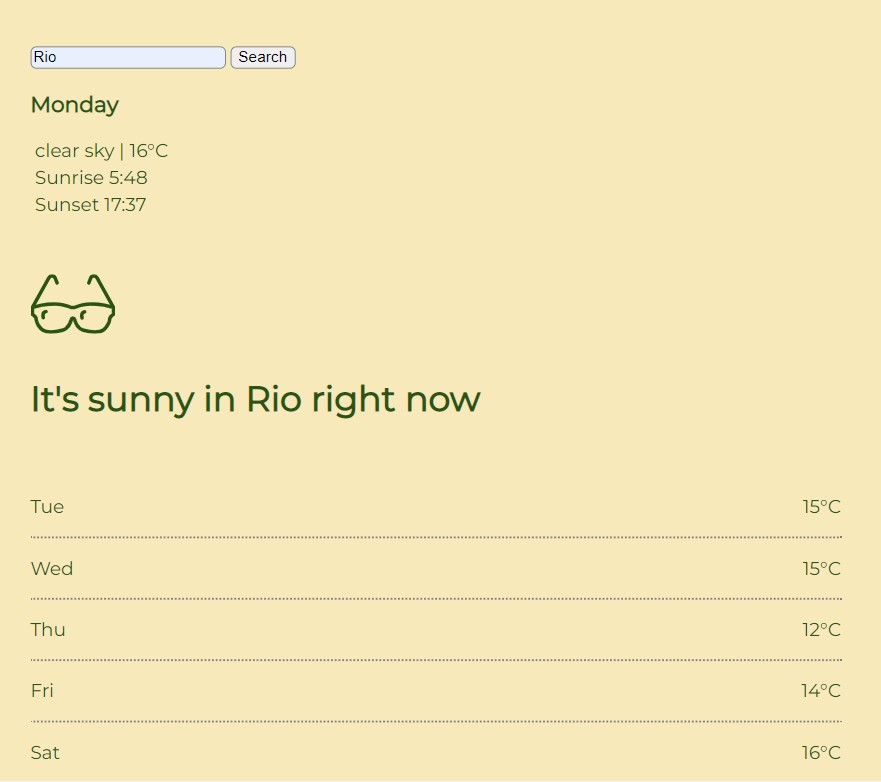 Rio Search
Monday
clear sky | 16°C
Sunrise 5:48
Sunset 17:37
It's sunny in Rio right now
Tue 15°C
Wed 15°C
Thu 12°C
Fri 14°C
Sat 16°C